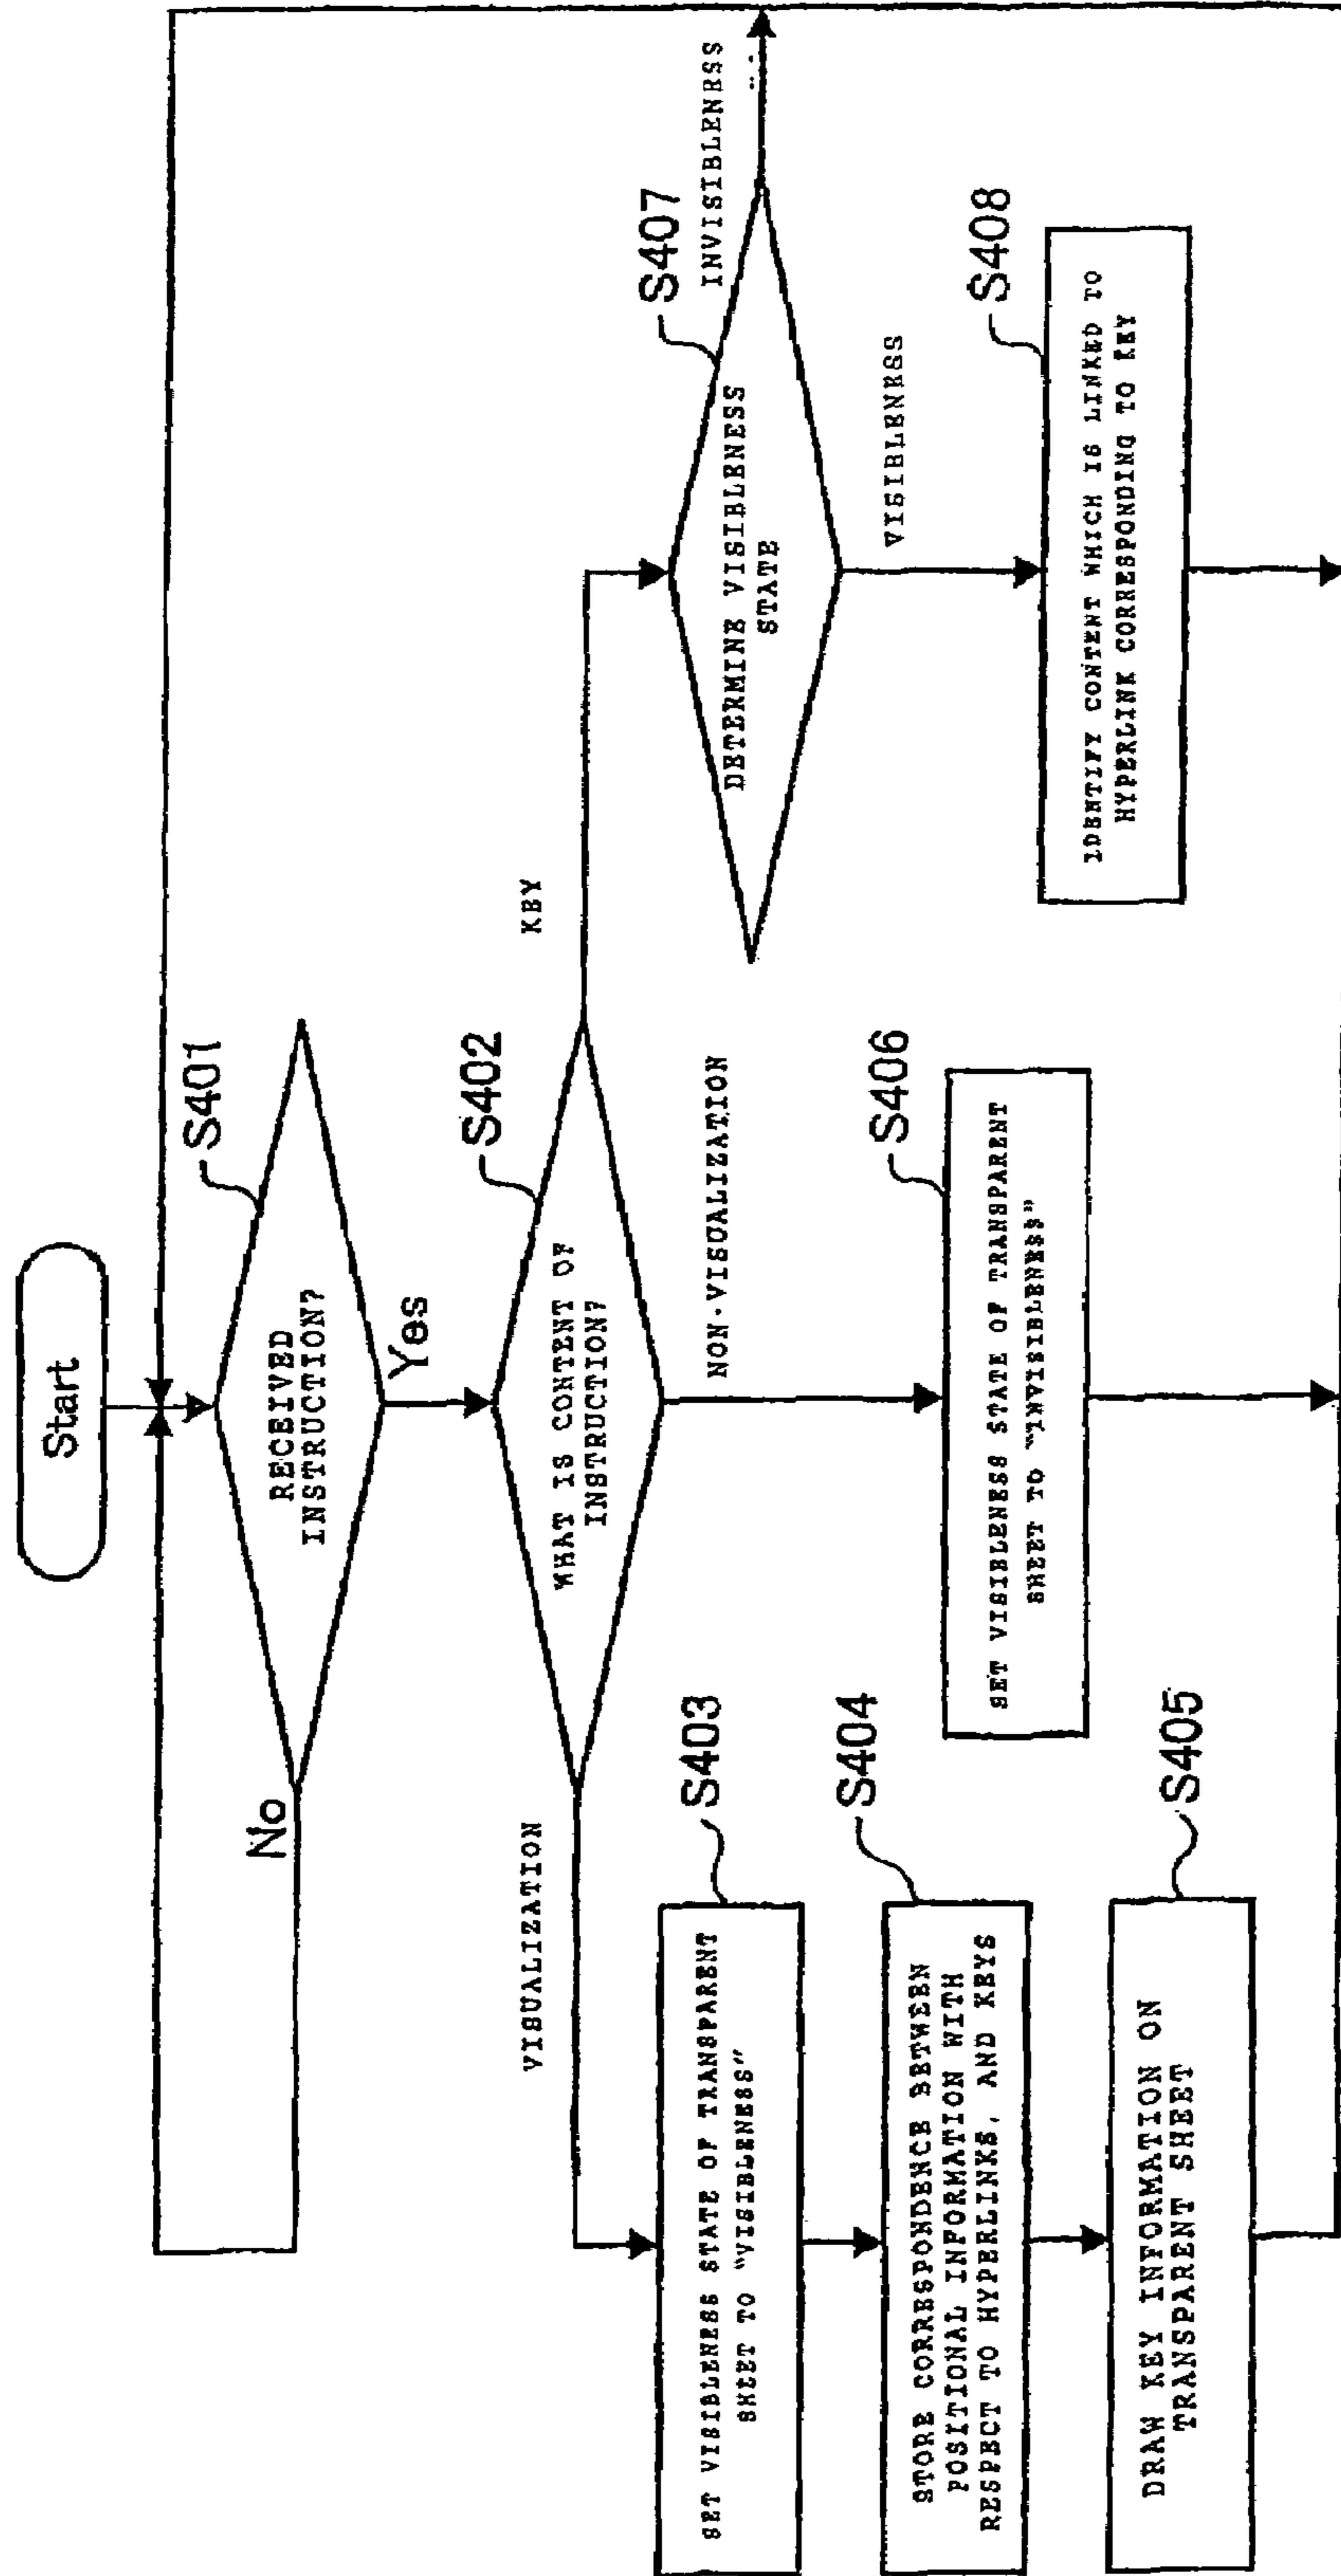 Start
S401
RECEIVED
INSTRUCTION?
No
Yes
S402
WHAT IS CONTENT OF
INSTRUCTION?
VISUALIZATION
NON-VISUALIZATION
KEY
S403
SET VISIBLENESS STATE OF TRANSPARENT
SHEET TO "VISIBLENESS"
S404
STORE CORRESPONDENCE BETWEEN
POSITIONAL INFORMATION WITH
RESPECT TO HYPERLINKS, AND KEYS
S405
DRAW KEY INFORMATION ON
TRANSPARENT SHEET
S406
SET VISIBLENESS STATE OF TRANSPARENT
SHEET TO "INVISIBLENESS"
S407
DETERMINE VISIBLENESS
STATE
INVISIBLENESS
VISIBLENESS
S408
IDENTIFY CONTENT WHICH IS LINKED TO
HYPERLINK CORRESPONDING TO KEY